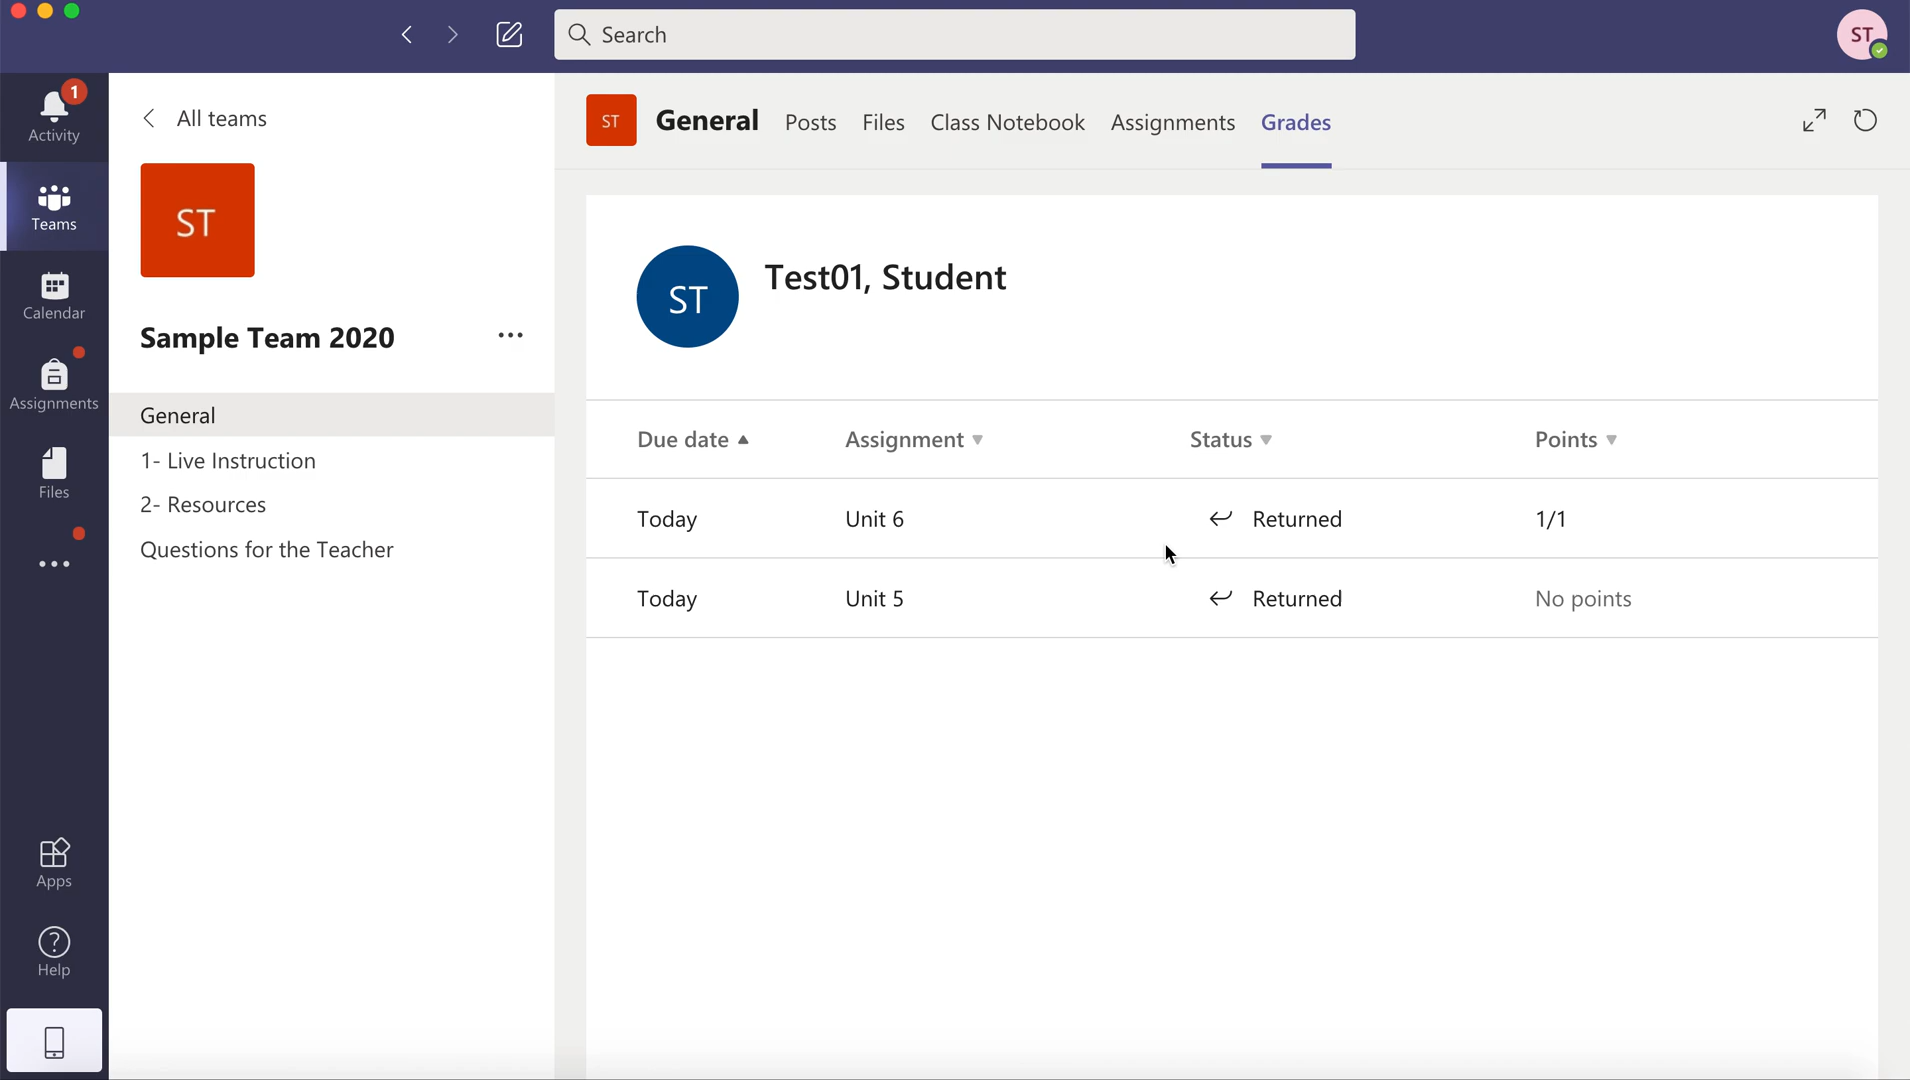 Search
ST
1
Activity
Teams
Calendar
Assignments
Files
Apps
Help
All teams
ST
Sample Team 2020
General
1- Live Instruction
2- Resources
Questions for the Teacher
ST General Posts Files Class Notebook Assignments Grades
ST Test01, Student
Due date Assignment Status Points
Today Unit 6 Returned 1/1
Today Unit 5 Returned No points